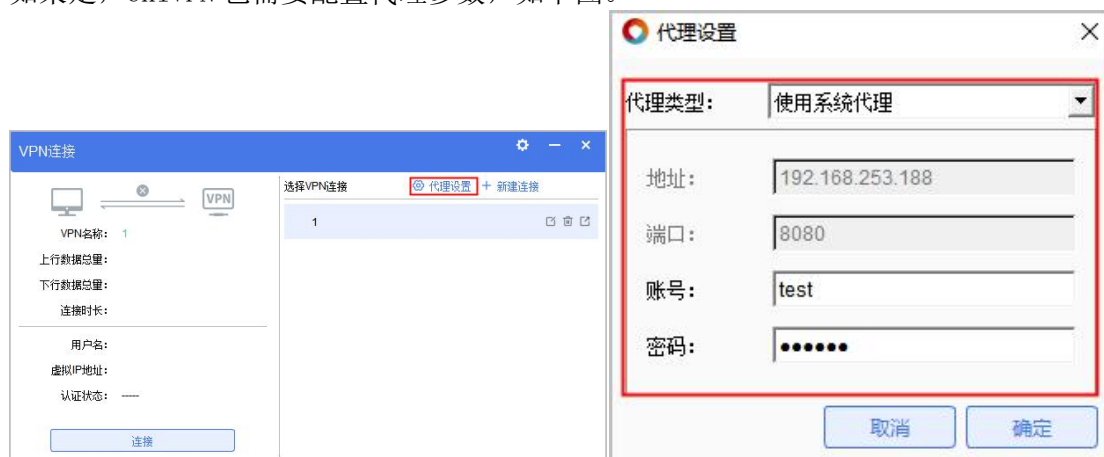 VPN连接
VPN
VPN名称： 1
上行数据总量：
下行数据总量：
连接时长：
用户名：
虚拟IP地址：
认证状态： -----
连接
选择VPN连接 代理设置 + 新建连接
1
代理设置
代理类型： 使用系统代理
地址： 192.168.253.188
端口： 8080
账号： test
密码： ●●●●●●
取消 确定